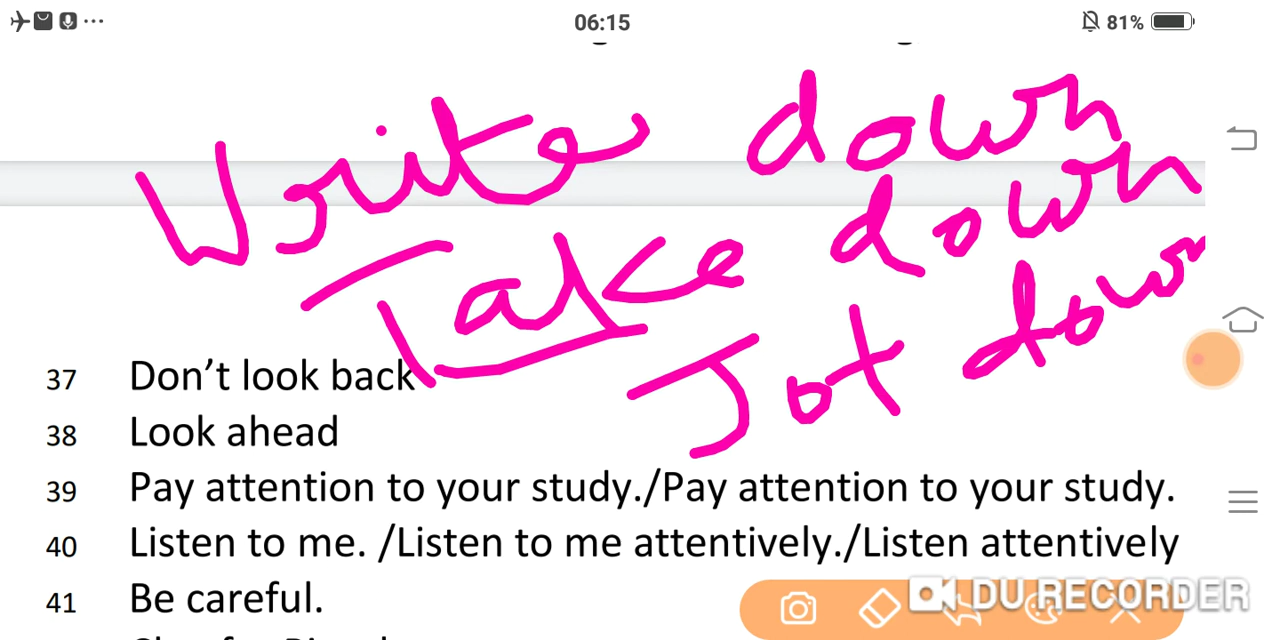 06:15
81%
Write down
Take down
Jot down
37 Don’t look back
38 Look ahead
39 Pay attention to your study./Pay attention to your study.
40 Listen to me. /Listen to me attentively./Listen attentively
41 Be careful.
DU RECORDER